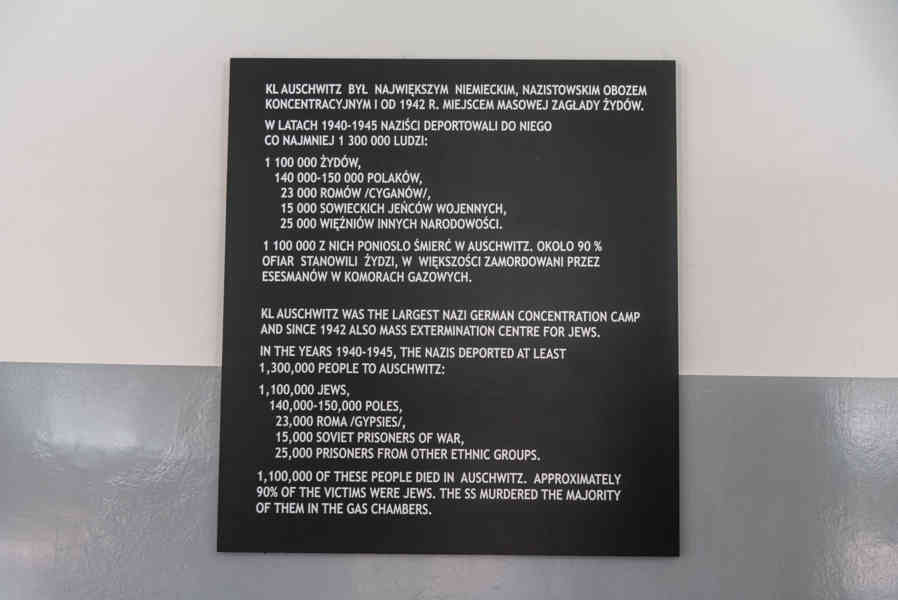 KL AUSCHWITZ BYŁ NAJWIĘKSZYM NIEMIECKIM, NAZISTOWSKIM OBOZEM
KONCENTRACYJNYM I OD 1942 R. MIEJSCEM MASOWEJ ZAGŁADY ŻYDÓW.
W LATACH 1940-1945 NAZIŚCI DEPORTOWALI DO NIEGO
CO NAJMNIEJ 1 300 000 LUDZI:
1 100 000 ŻYDÓW,
140 000-150 000 POLAKÓW,
23 000 ROMÓW /CYGANÓW/,
15 000 SOWIECKICH JEŃCÓW WOJENNYCH,
25 000 WIĘŹNIÓW INNYCH NARODOWOŚCI.
1 100 000 Z NICH PONIOSŁO ŚMIERĆ W AUSCHWITZ. OKOŁO 90 %
OFIAR STANOWILI ŻYDZI, W WIĘKSZOŚCI ZAMORDOWANI PRZEZ
ESESMANÓW W KOMORACH GAZOWYCH.
KL AUSCHWITZ WAS THE LARGEST NAZI GERMAN CONCENTRATION CAMP
AND SINCE 1942 ALSO MASS EXTERMINATION CENTRE FOR JEWS.
IN THE YEARS 1940-1945, THE NAZIS DEPORTED AT LEAST
1,300,000 PEOPLE TO AUSCHWITZ:
1,100,000 JEWS,
140,000-150,000 POLES,
23,000 ROMA /GYPSIES/,
15,000 SOVIET PRISONERS OF WAR,
25,000 PRISONERS FROM OTHER ETHNIC GROUPS.
1,100,000 OF THESE PEOPLE DIED IN AUSCHWITZ. APPROXIMATELY
90% OF THE VICTIMS WERE JEWS. THE SS MURDERED THE MAJORITY
OF THEM IN THE GAS CHAMBERS.